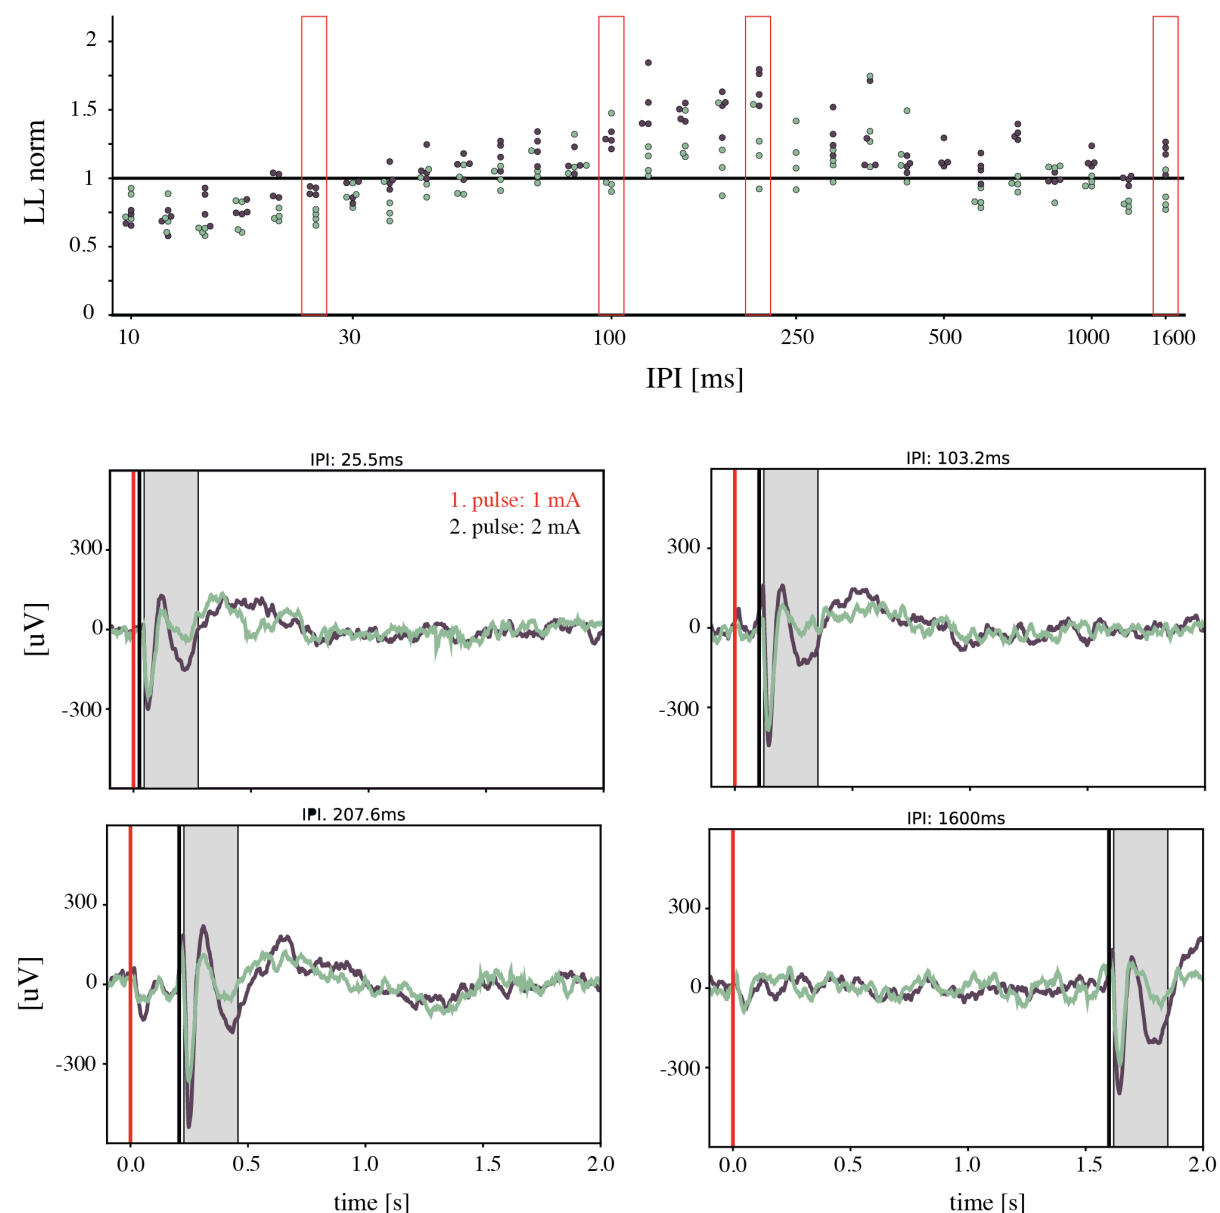 2
1.5
1
0.5
0
LL norm
10 30 100 250 500 1000 1600
IPI [ms]
IPI: 25.5ms
1. pulse: 1 mA
2. pulse: 2 mA
300
0
-300
[uV]
IPI: 103.2ms
300
0
-300
IPI. 207.6ms
300
0
-300
[uV]
0.0 0.5 1.0 1.5 2.0
time [s]
IPI: 1600ms
300
0
-300
0.0 0.5 1.0 1.5 2.0
time [s]